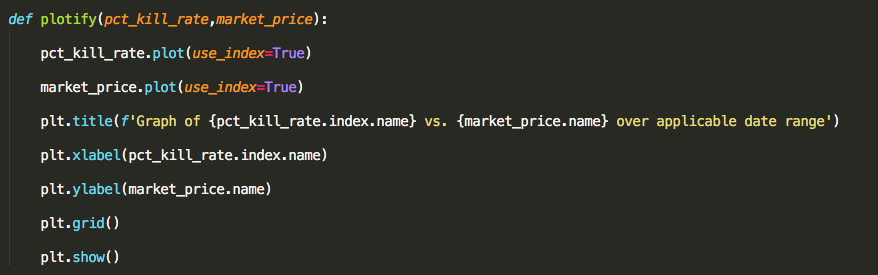 def plotify(pct_kill_rate,market_price):
    pct_kill_rate.plot(use_index=True)
    market_price.plot(use_index=True)
    plt.title(f'Graph of {pct_kill_rate.index.name} vs. {market_price.name} over applicable date range')
    plt.xlabel(pct_kill_rate.index.name)
    plt.ylabel(market_price.name)
    plt.grid()
    plt.show()